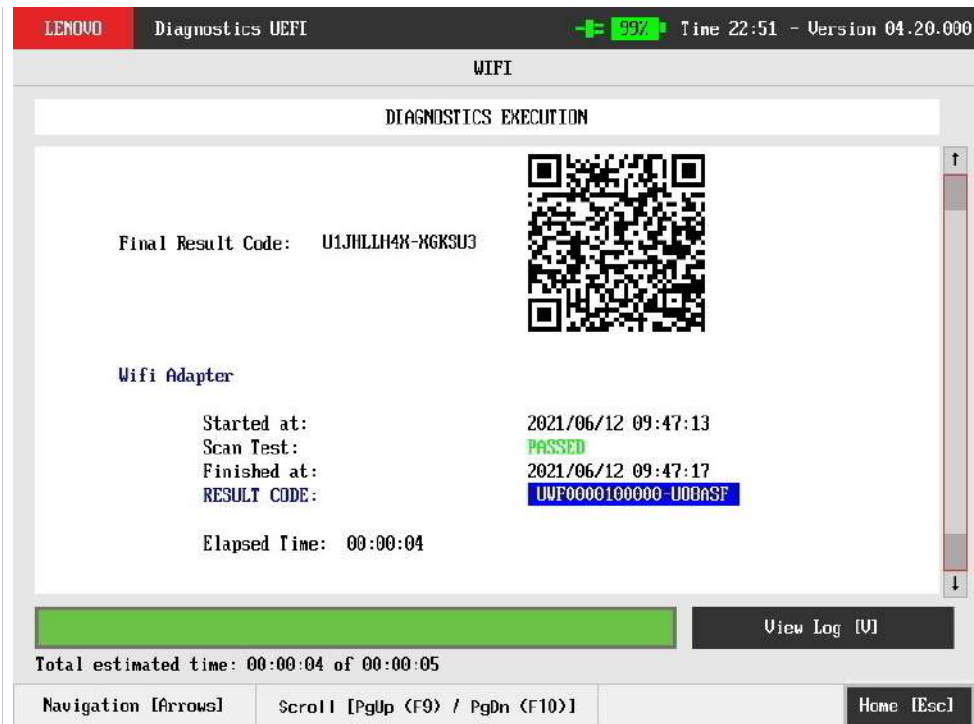 LENOVO Diagnostics UEFI 99% Time 22:51 - Version 04.20.000
WIFI
DIAGNOSTICS EXECUTION
Final Result Code: U1JHLLH4X-XGKSU3
Wifi Adapter
Started at: 2021/06/12 09:47:13
Scan Test: PASSED
Finished at: 2021/06/12 09:47:17
RESULT CODE: UWF0000100000-UOBASF
Elapsed Time: 00:00:04
View Log [V]
Total estimated time: 00:00:04 of 00:00:05
Navigation [Arrows] Scroll [PgUp (F9) / PgDn (F10)] Home [Esc]